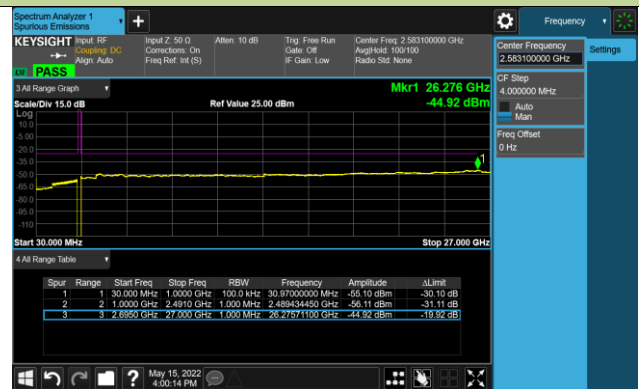 Spectrum Analyzer 1
Spurious Emissions
Frequency
KEYSIGHT
Input: RF
Coupling: DC
Align: Auto
Input Z: 50 Ω
Corrections: On
Freq Ref: Int (S)
Atten: 10 dB
Trig: Free Run
Gate: Off
IF Gain: Low
Center Freq: 2.583100000 GHz
Avg|Hold: 100/100
Radio Std: None
PASS
Center Frequency
2.583100000 GHz
Settings
CF Step
4.000000 MHz
Auto
Man
Freq Offset
0 Hz
3 All Range Graph
Mkr1 26.276 GHz
Scale/Div 15.0 dB
Ref Value 25.00 dBm
-44.92 dBm
Log
10.0
-5.00
-20.0
-35.0
-50.0
-65.0
-80.0
-95.0
-110
1
Start 30.000 MHz
Stop 27.000 GHz
4 All Range Table
Spur Range Start Freq Stop Freq RBW Frequency Amplitude ΔLimit
1 1 30.000 MHz 1.0000 GHz 100.0 kHz 30.97000000 MHz -55.10 dBm -30.10 dB
2 2 1.0000 GHz 2.4910 GHz 1.000 MHz 2.489434450 GHz -56.11 dBm -31.11 dB
3 3 2.6950 GHz 27.000 GHz 1.000 MHz 26.27571100 GHz -44.92 dBm -19.92 dB
?
May 15, 2022
4:00:14 PM